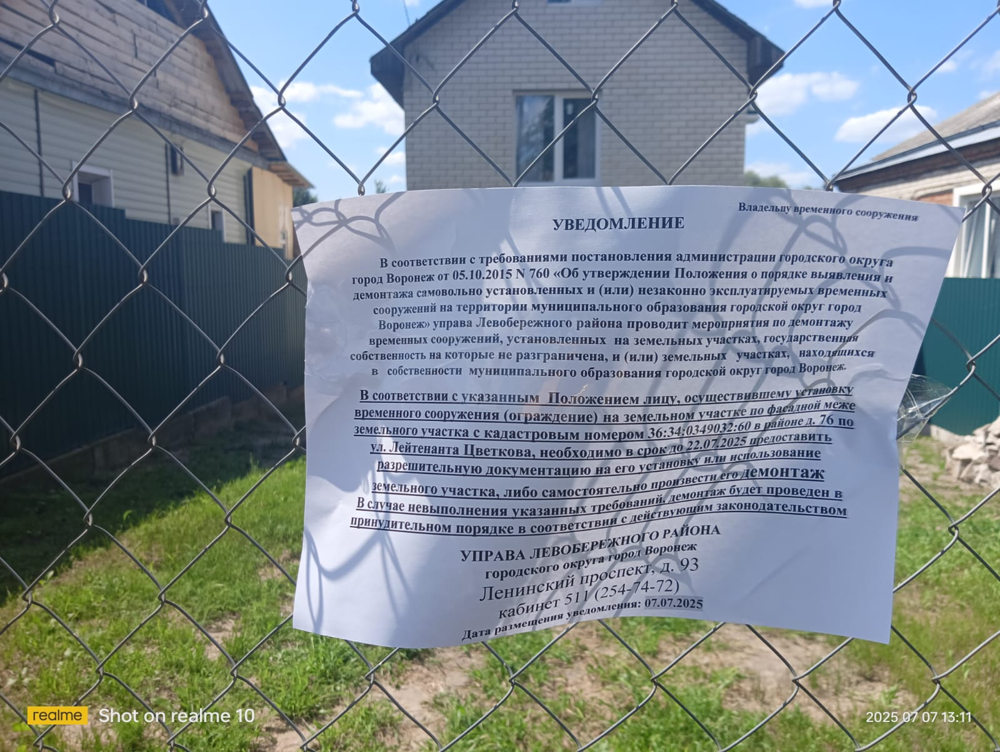 Владельцу временного сооружения
УВЕДОМЛЕНИЕ
В соответствии с требованиями постановления администрации городского округа
город Воронеж от 05.10.2015 N 760 «Об утверждении Положения о порядке выявления и
демонтажа самовольно установленных и (или) незаконно эксплуатируемых временных
сооружений на территории муниципального образования городской округ город
Воронеж» управа Левобережного района проводит мероприятия по демонтажу
временных сооружений, установленных на земельных участках, государственная
собственность на которые не разграничена, и (или) земельных участках, находящихся
в собственности муниципального образования городской округ город Воронеж.
В соответствии с указанным Положением лицу, осуществившему установку
временного сооружения (ограждение) на земельном участке по фасадной меже
земельного участка с кадастровым номером 36:34:0349032:60 в районе д. 76 по
ул. Лейтенанта Цветкова, необходимо в срок до 22.07.2025 предоставить
разрешительную документацию на его установку или использование
земельного участка, либо самостоятельно произвести его демонтаж
В случае невыполнения указанных требований, демонтаж будет проведен в
принудительном порядке в соответствии с действующим законодательством
УПРАВА ЛЕВОБЕРЕЖНОГО РАЙОНА
городского округа город Воронеж
Ленинский проспект, д. 93
кабинет 511 (254-74-72)
Дата размещения уведомления: 07.07.2025
realme Shot on realme 10
2025 07 07 13:11